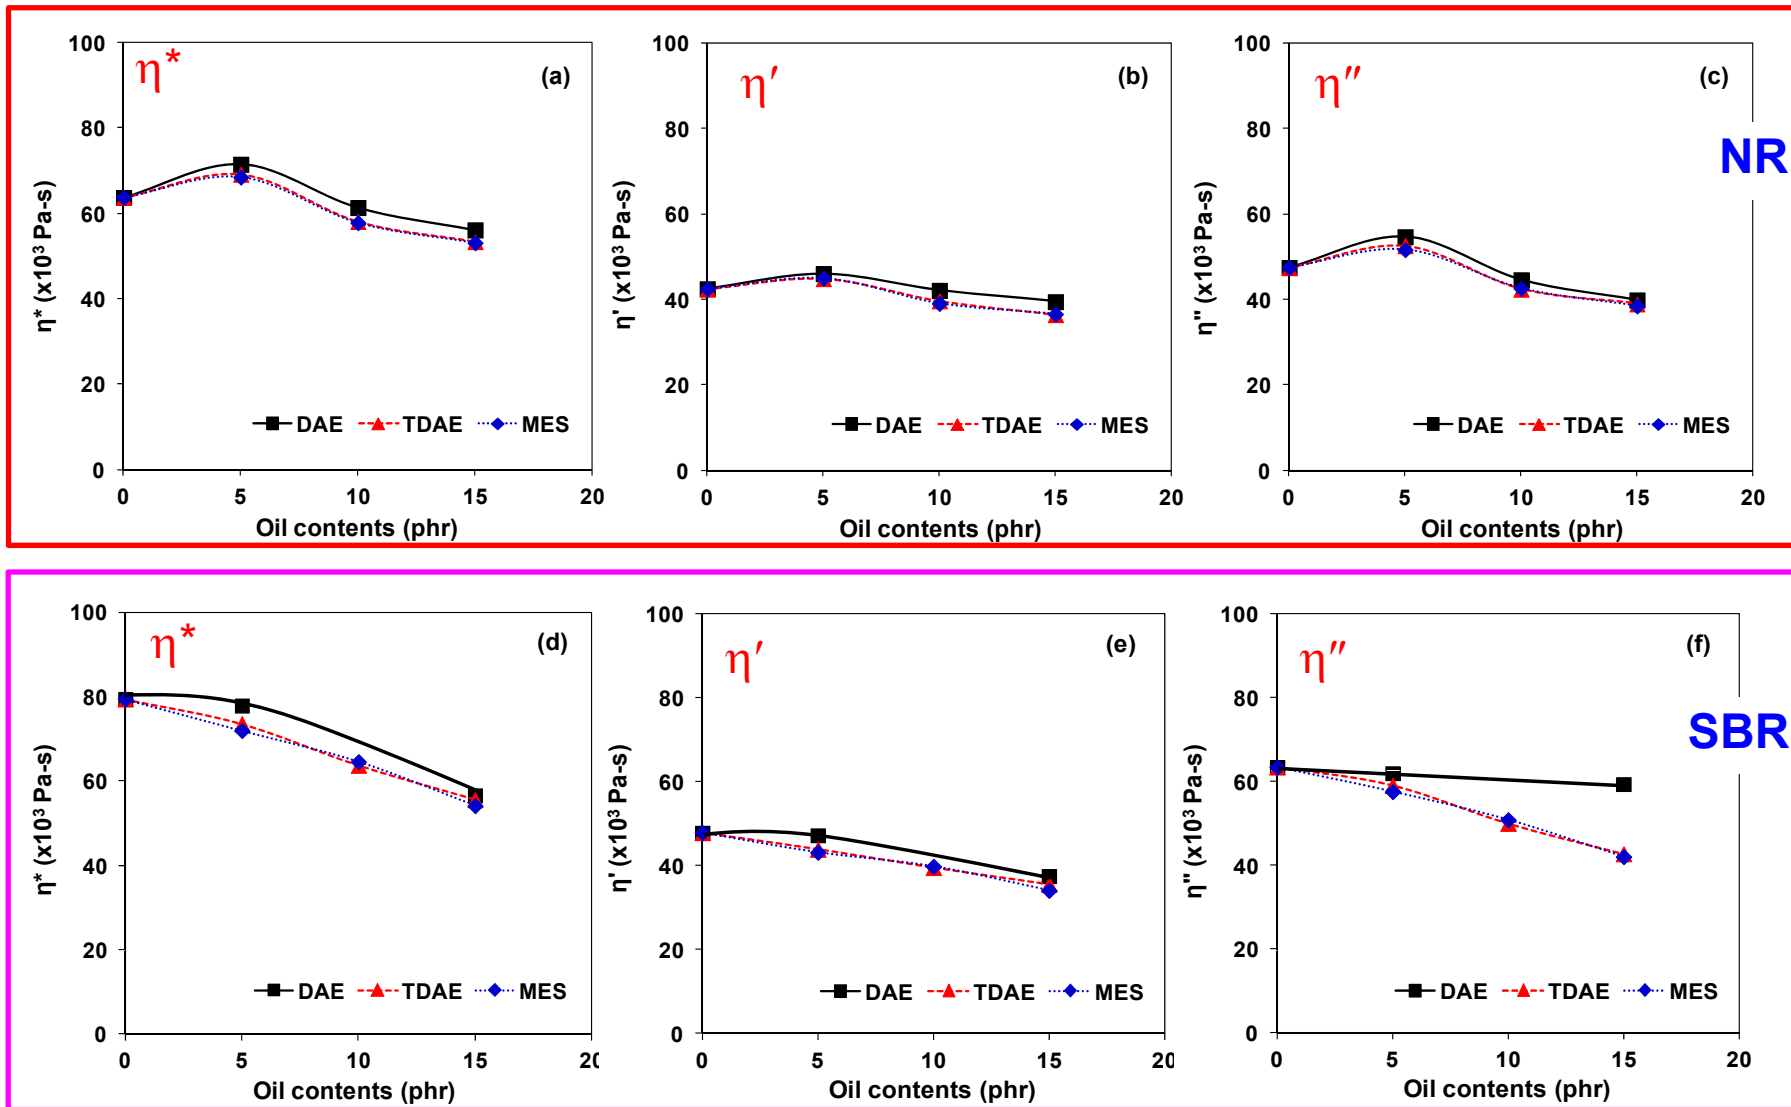 η*
(a)
100
80
60
40
20
0
η* (x10³ Pa-s)
DAE TDAE MES
0 5 10 15 20
Oil contents (phr)
η′
(b)
100
80
60
40
20
0
η' (x10³ Pa-s)
DAE TDAE MES
0 5 10 15 20
Oil contents (phr)
η″
(c)
100
80
60
40
20
0
η" (x10³ Pa-s)
DAE TDAE MES
0 5 10 15 20
Oil contents (phr)
NR
η*
(d)
100
80
60
40
20
0
η* (x10³ Pa-s)
DAE TDAE MES
0 5 10 15 20
Oil contents (phr)
η′
(e)
100
80
60
40
20
0
η' (x10³ Pa-s)
DAE TDAE MES
0 5 10 15 20
Oil contents (phr)
η″
(f)
100
80
60
40
20
0
η" (x10³ Pa-s)
DAE TDAE MES
0 5 10 15 20
Oil contents (phr)
SBR